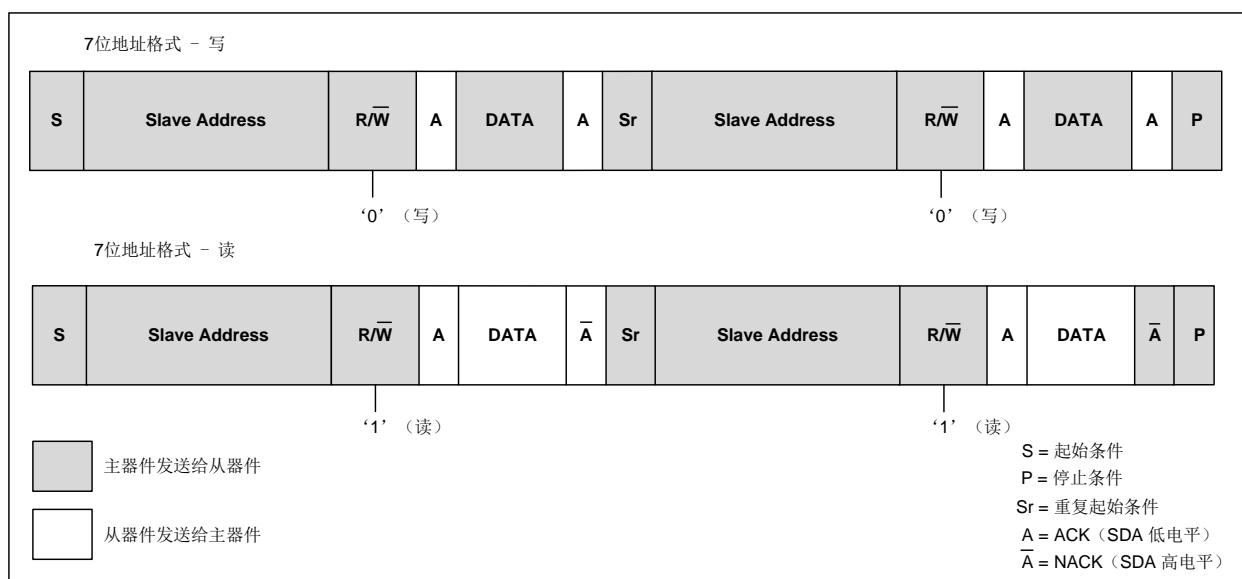 7位地址格式 - 写
S Slave Address R/W̅ A DATA A Sr Slave Address R/W̅ A DATA A P
‘0’（写） ‘0’（写）
7位地址格式 - 读
S Slave Address R/W̅ A DATA A̅ Sr Slave Address R/W̅ A DATA A̅ P
‘1’（读） ‘1’（读）
主器件发送给从器件
从器件发送给主器件
S = 起始条件
P = 停止条件
Sr = 重复起始条件
A = ACK（SDA 低电平）
A̅ = NACK（SDA 高电平）